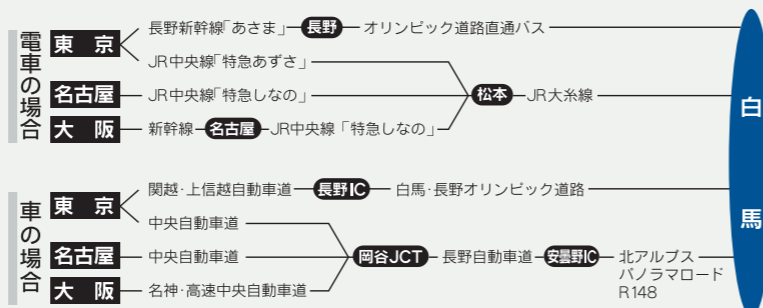 電車の場合
東京
長野新幹線「あさま」
長野
オリンピック道路直通バス
JR中央線「特急あずさ」
名古屋
JR中央線「特急しなの」
松本
JR大糸線
大阪
新幹線
名古屋
JR中央線「特急しなの」
車の場合
東京
関越・上信越自動車道
長野IC
白馬・長野オリンピック道路
中央自動車道
名古屋
中央自動車道
岡谷JCT
長野自動車道
安曇野IC
北アルプス
パノラマロード
R148
大阪
名神・高速中央自動車道
白馬